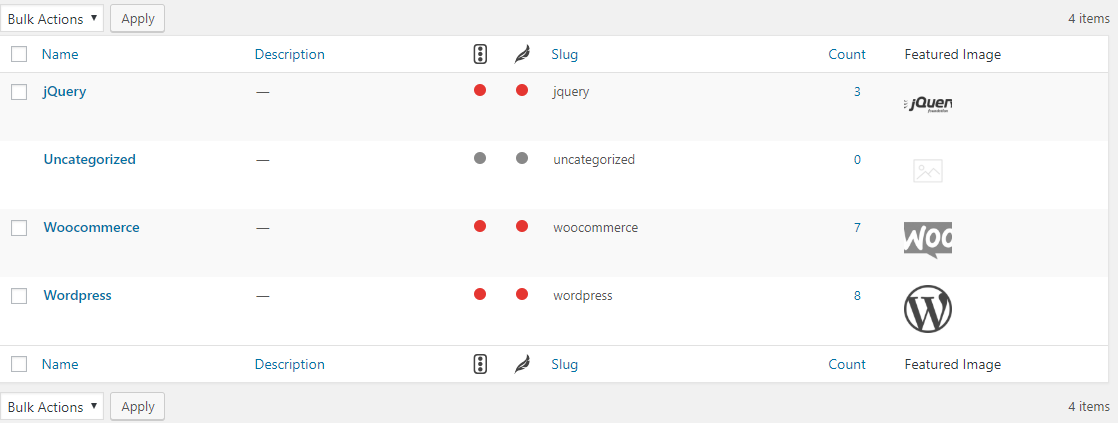 Bulk Actions Apply 4 items
Name Description Slug Count Featured Image
jQuery — jquery 3 jQuer
Uncategorized — uncategorized 0
Woocommerce — woocommerce 7 WOO
Wordpress — wordpress 8 W
Name Description Slug Count Featured Image
Bulk Actions Apply 4 items